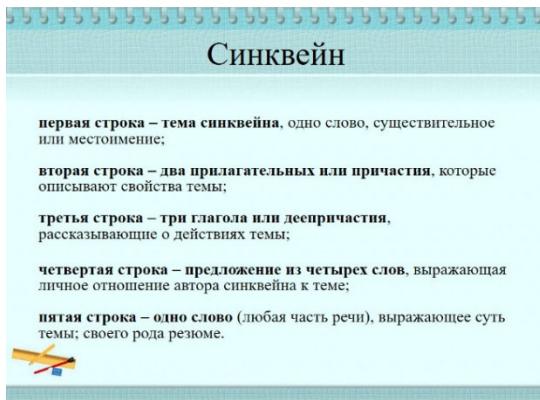 Синквейн
первая строка – тема синквейна, одно слово, существительное
или местоимение;
вторая строка – два прилагательных или причастия, которые
описывают свойства темы;
третья строка – три глагола или деепричастия,
рассказывающие о действиях темы;
четвертая строка – предложение из четырех слов, выражающая
личное отношение автора синквейна к теме;
пятая строка – одно слово (любая часть речи), выражающее суть
темы; своего рода резюме.